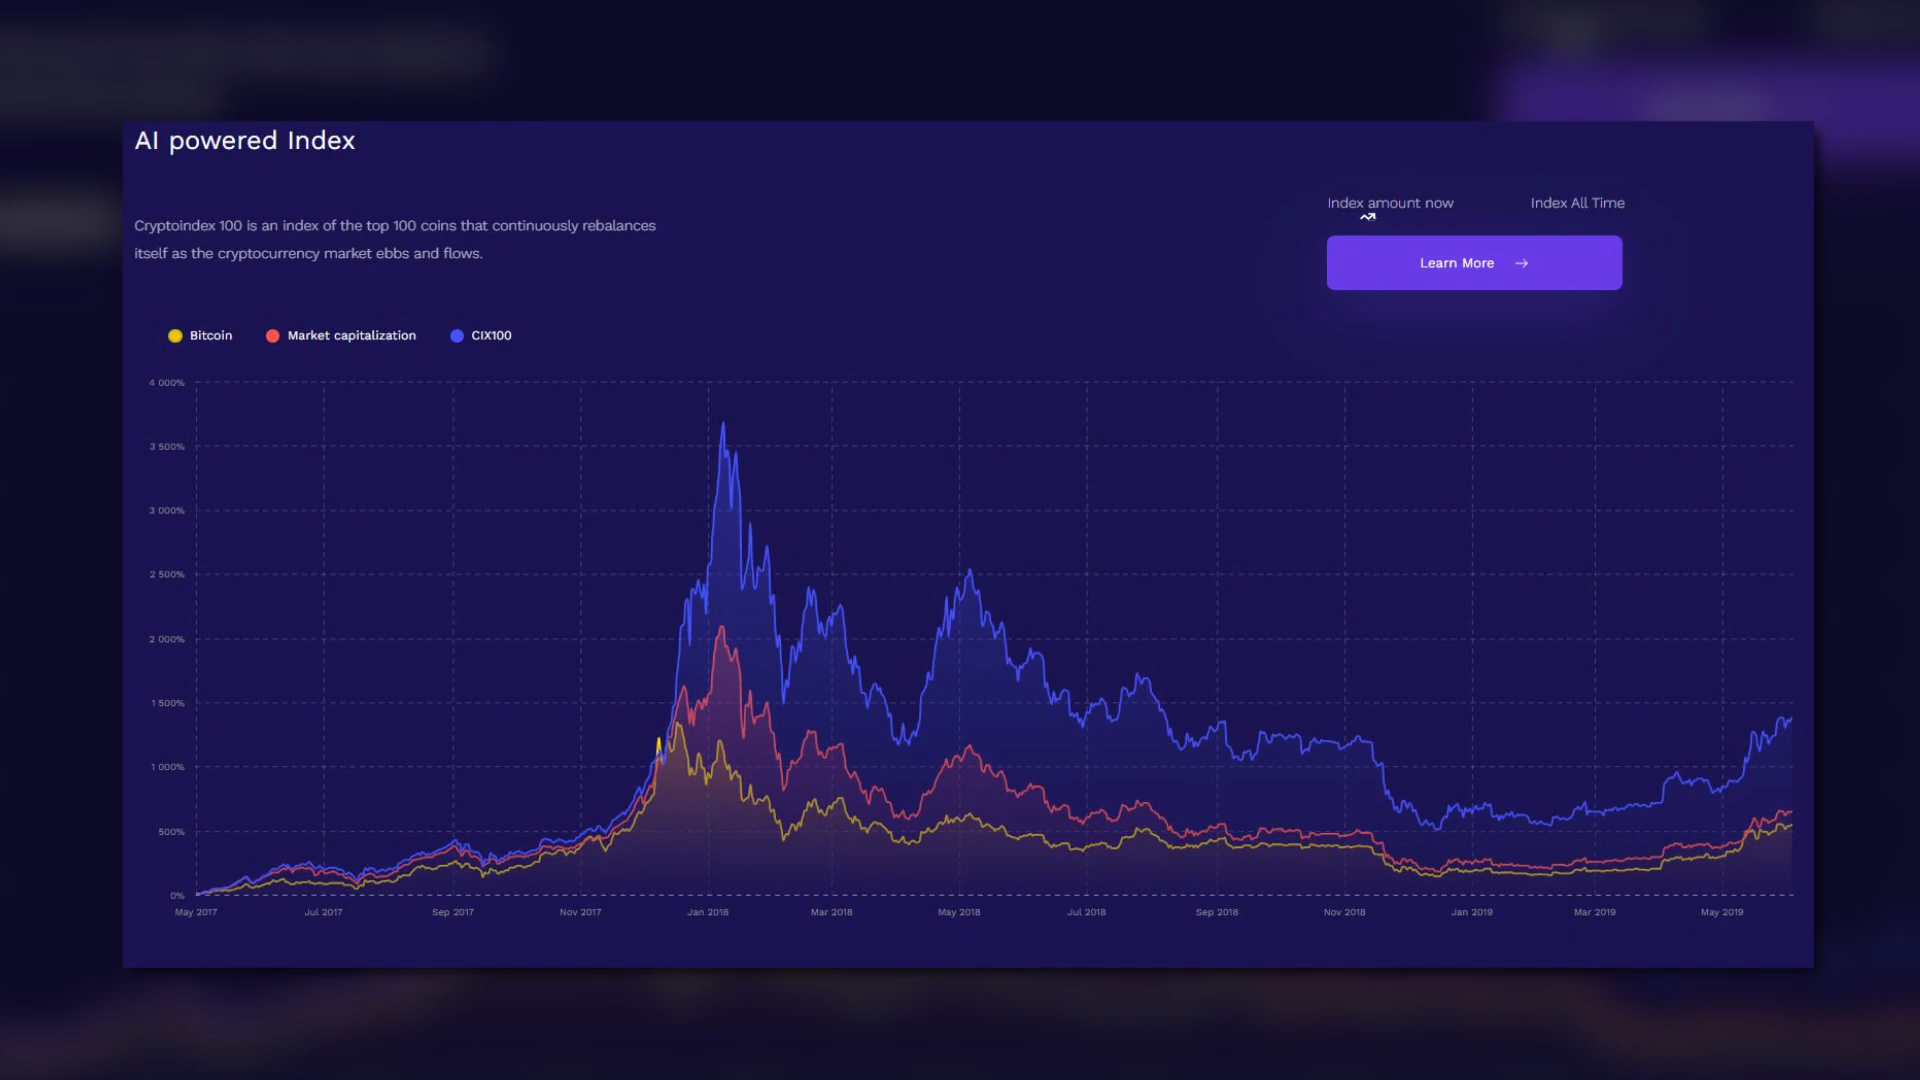 AI powered Index
Index amount now
Index All Time
Cryptoindex 100 is an index of the top 100 coins that continuously rebalances
itself as the cryptocurrency market ebbs and flows.
Learn More →
Bitcoin
Market capitalization
CIX100
4 000%
3 500%
3 000%
2 500%
2 000%
1 500%
1 000%
500%
0%
May 2017
Jul 2017
Sep 2017
Nov 2017
Jan 2018
Mar 2018
May 2018
Jul 2018
Sep 2018
Nov 2018
Jan 2019
Mar 2019
May 2019